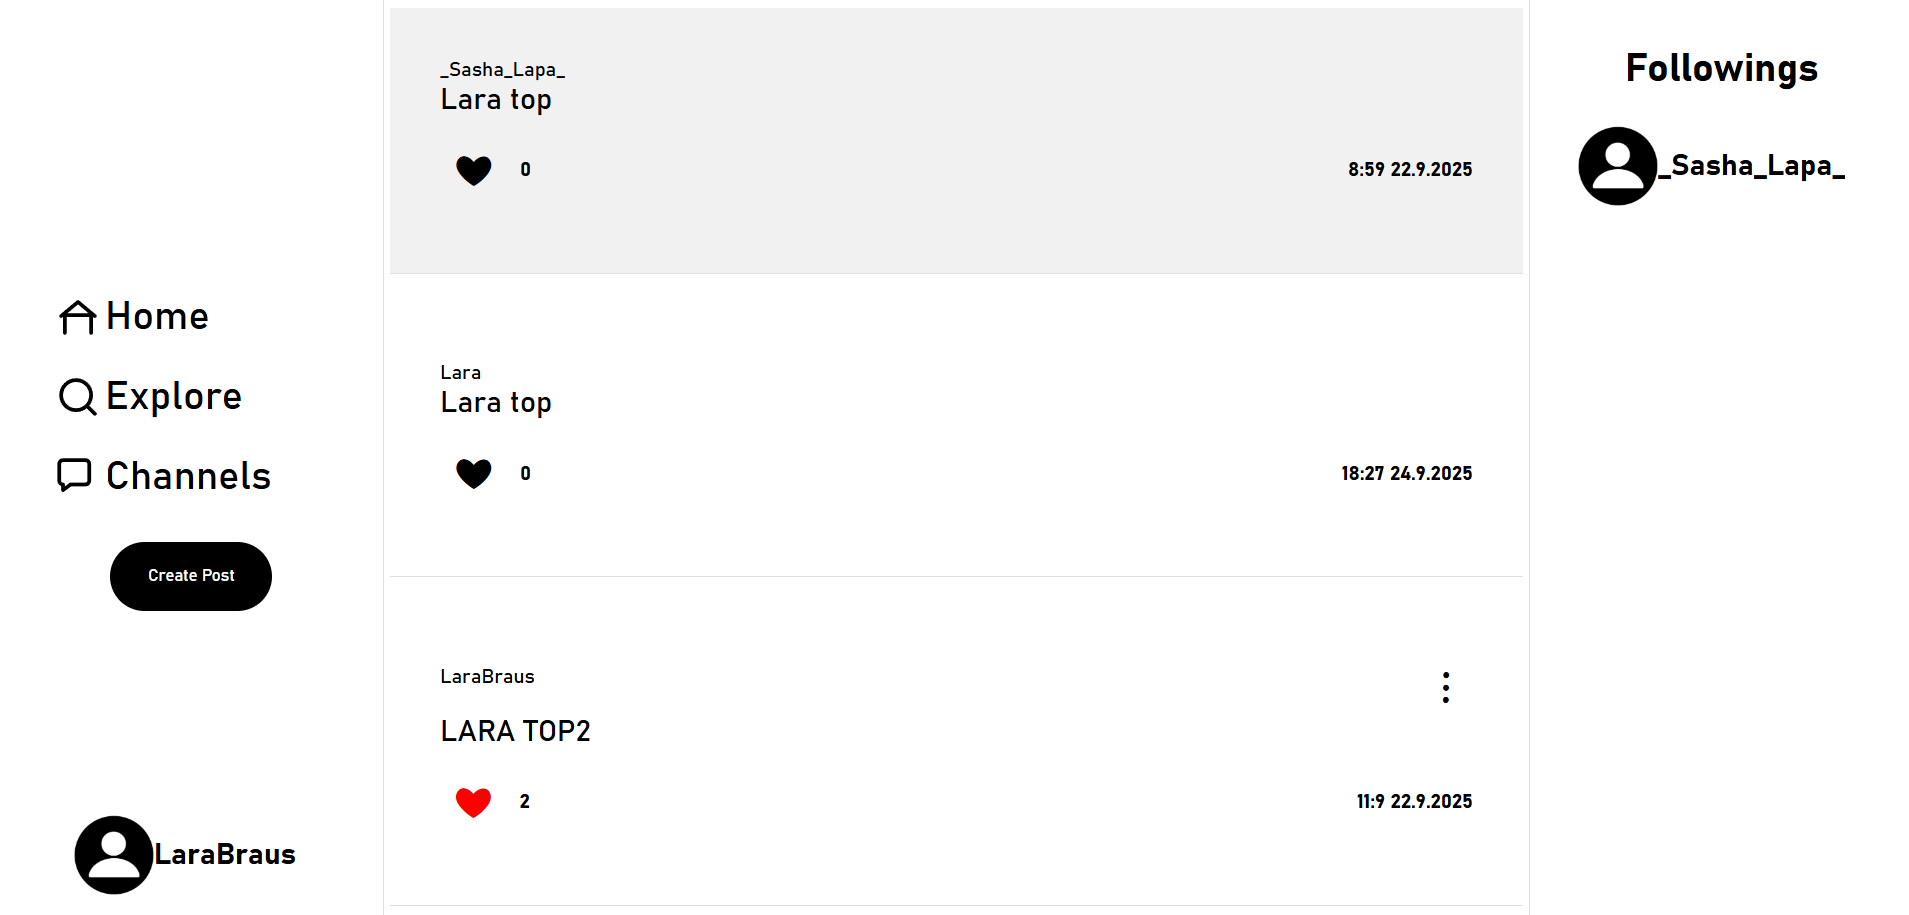 Home
Explore
Channels
Create Post
LaraBraus
_Sasha_Lapa_
Lara top
0
8:59 22.9.2025
Lara
Lara top
0
18:27 24.9.2025
LaraBraus
LARA TOP2
2
11:9 22.9.2025
Followings
_Sasha_Lapa_